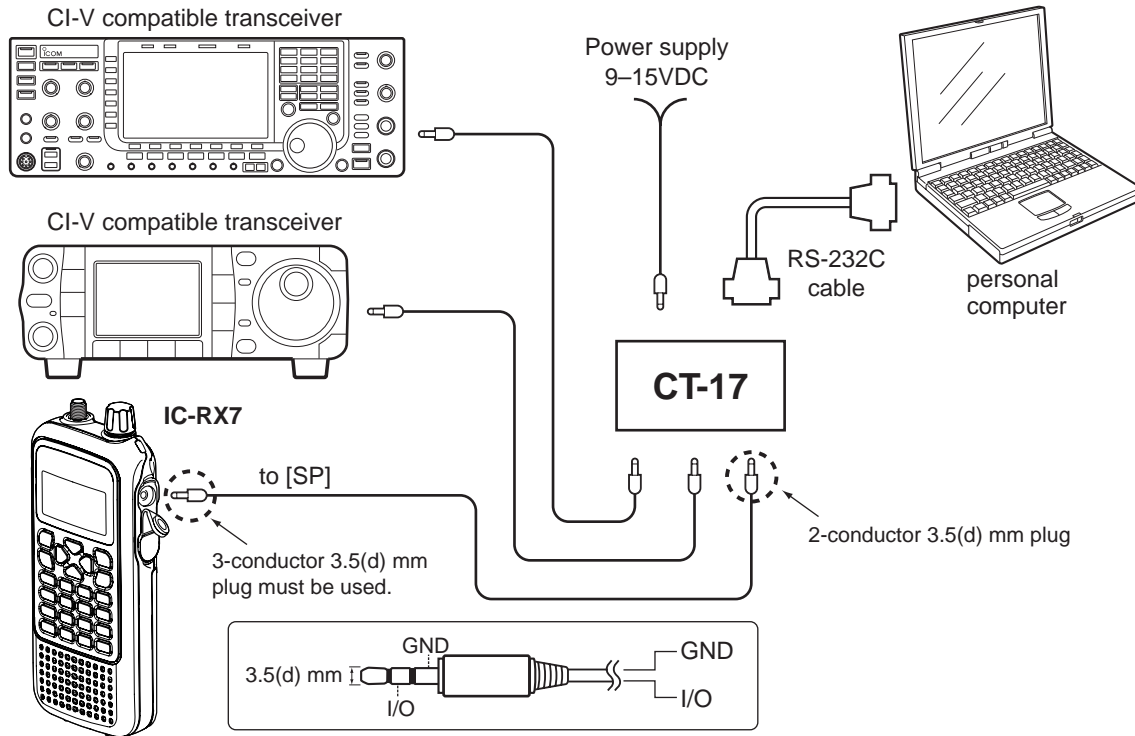 CI-V compatible transceiver
ICOM
Power supply
9–15VDC
CI-V compatible transceiver
RS-232C
cable
personal
computer
CT-17
IC-RX7
to [SP]
2-conductor 3.5(d) mm plug
3-conductor 3.5(d) mm
plug must be used.
GND
3.5(d) mm
I/O
GND
I/O